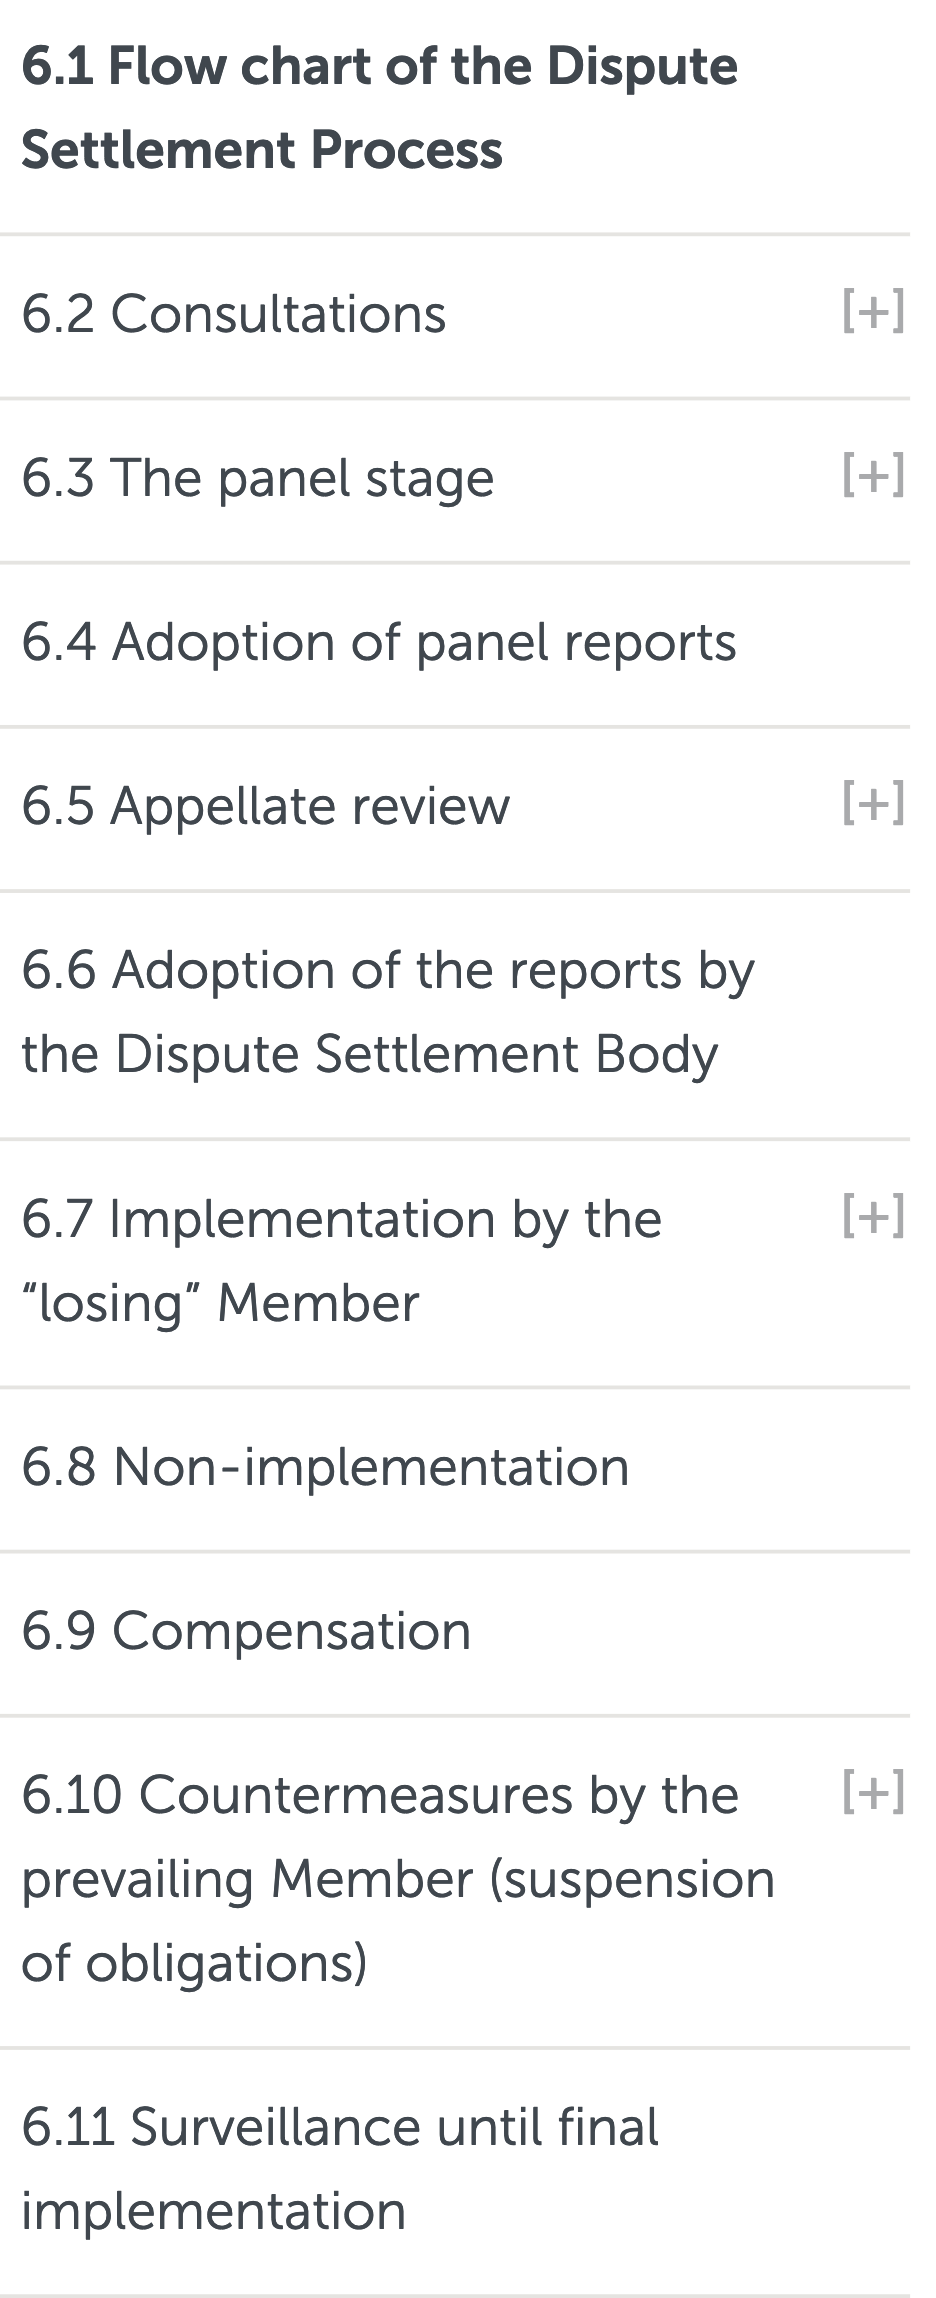 6.1 Flow chart of the Dispute
Settlement Process
6.2 Consultations [+]
6.3 The panel stage [+]
6.4 Adoption of panel reports
6.5 Appellate review [+]
6.6 Adoption of the reports by
the Dispute Settlement Body
6.7 Implementation by the [+]
“losing” Member
6.8 Non-implementation
6.9 Compensation
6.10 Countermeasures by the [+]
prevailing Member (suspension
of obligations)
6.11 Surveillance until final
implementation